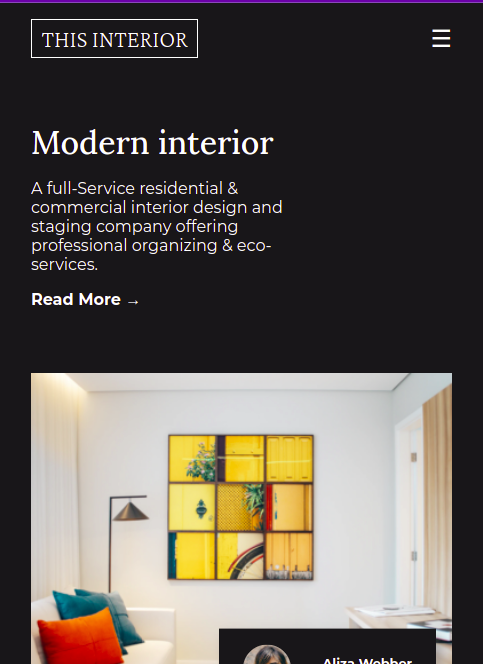 THIS INTERIOR
☰
Modern interior
A full-Service residential &
commercial interior design and
staging company offering
professional organizing & eco-
services.
Read More →
Aliza Webber